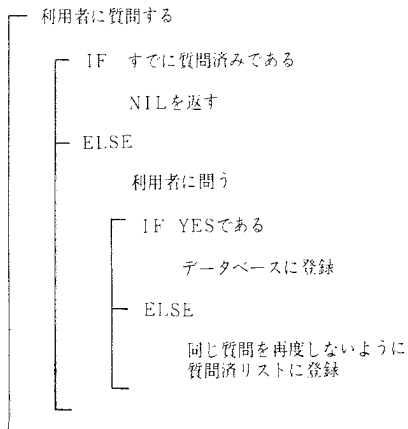 利用者に質問する
IF すでに質問済みである
NILを返す
ELSE
利用者に問う
IF YESである
データベースに登録
ELSE
同じ質問を再度しないように
質問済リストに登録